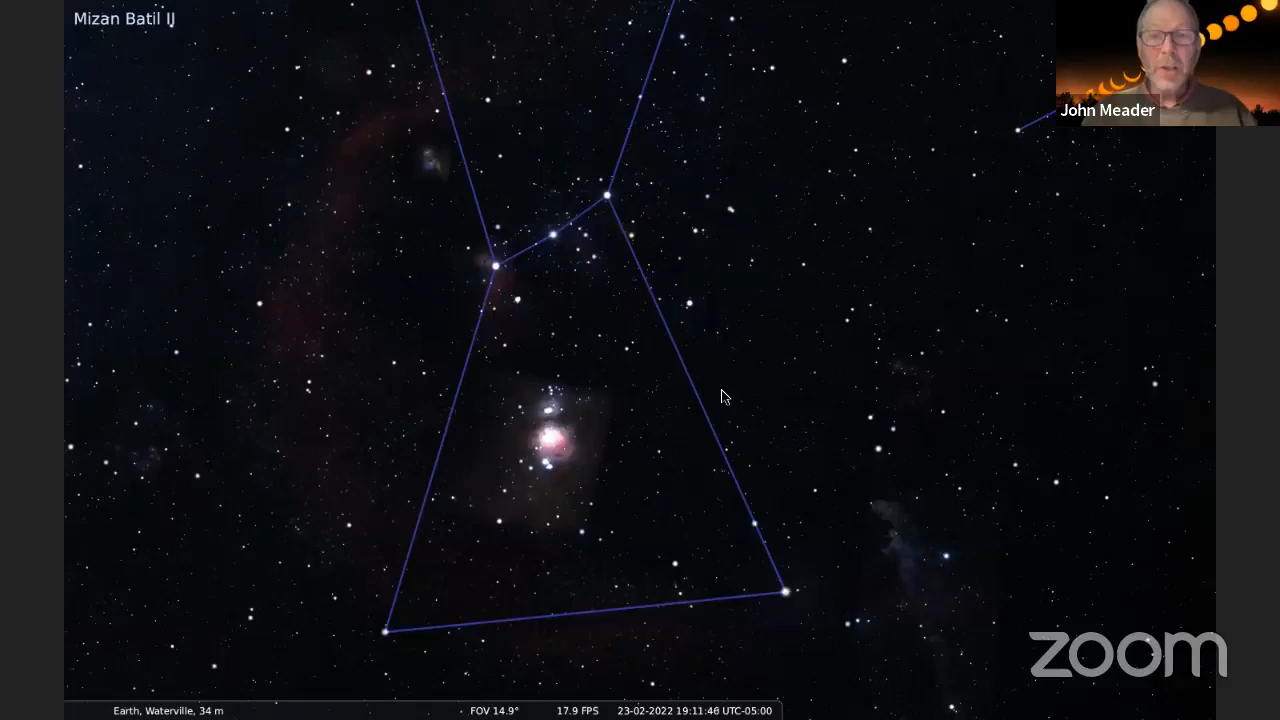 Mizan Batil IJ
John Meader
zoom
Earth, Waterville, 34 m
FOV 14.9°
17.9 FPS
23-02-2022 19:11:46 UTC-05:00